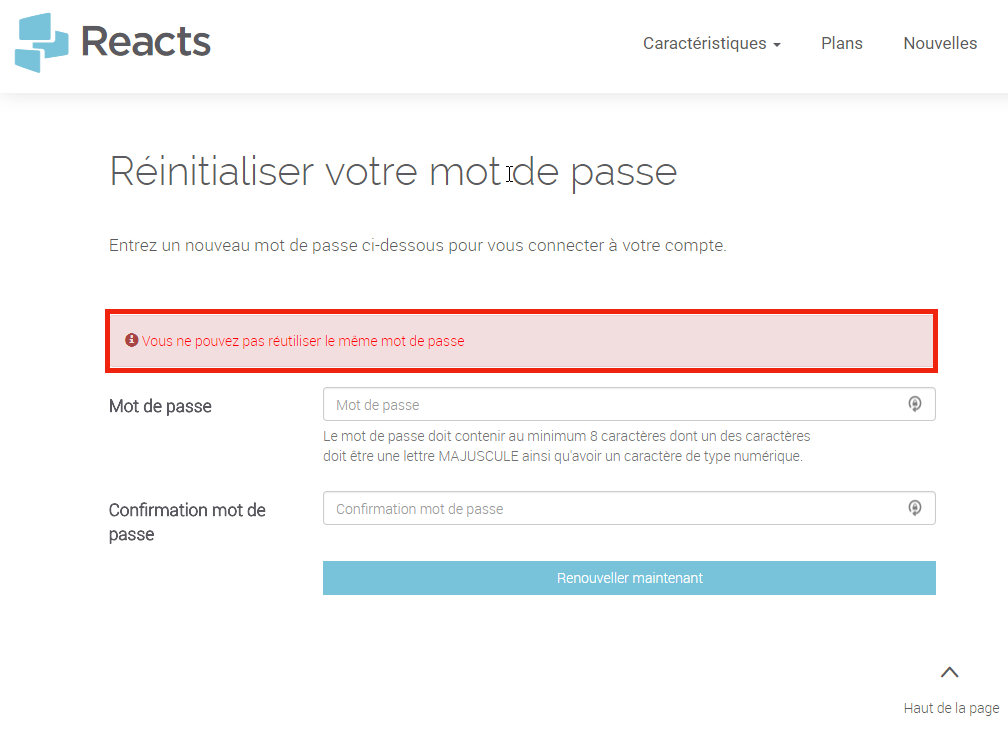 Reacts
Caractéristiques
Plans
Nouvelles
Réinitialiser votre mot de passe
Entrez un nouveau mot de passe ci-dessous pour vous connecter à votre compte.
Vous ne pouvez pas réutiliser le même mot de passe
Mot de passe
Mot de passe
Le mot de passe doit contenir au minimum 8 caractères dont un des caractères
doit être une lettre MAJUSCULE ainsi qu'avoir un caractère de type numérique.
Confirmation mot de
passe
Confirmation mot de passe
Renouveller maintenant
Haut de la page